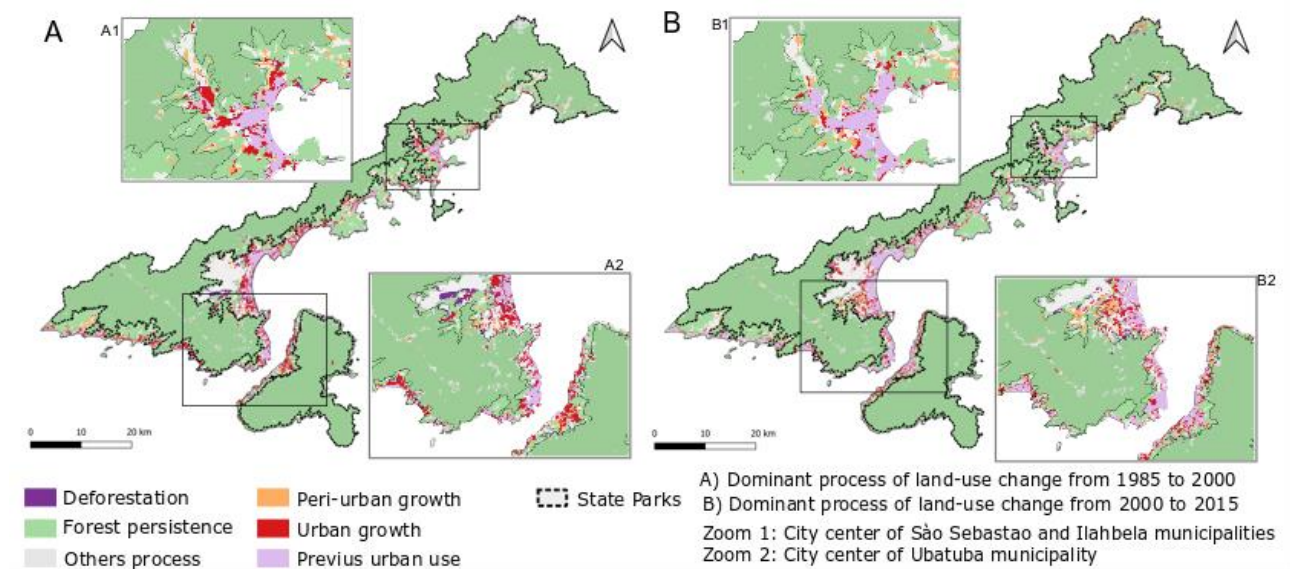 A
A1
B
B1
A2
B2
0 10 20 km
0 10 20 km
Deforestation
Forest persistence
Others process
Peri-urban growth
Urban growth
Previus urban use
State Parks
A) Dominant process of land-use change from 1985 to 2000
B) Dominant process of land-use change from 2000 to 2015
Zoom 1: City center of Sào Sebastao and Ilahbela municipalities
Zoom 2: City center of Ubatuba municipality